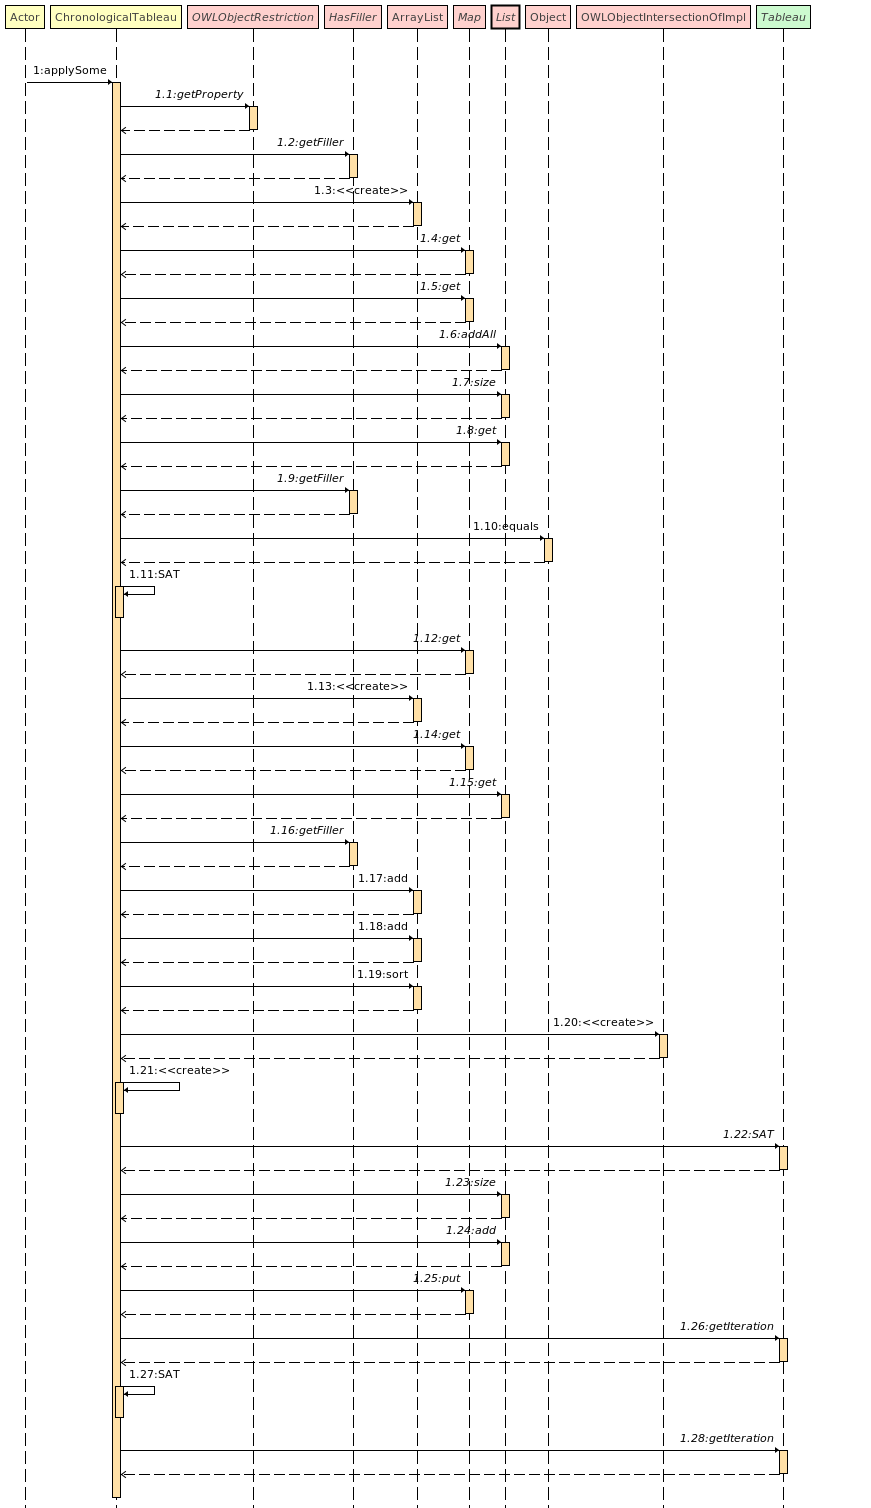 Actor ChronologicalTableau OWLObjectRestriction HasFiller ArrayList Map List Object OWLObjectIntersectionOfImpl Tableau
1:applySome
1.1:getProperty
1.2:getFiller
1.3:<<create>>
1.4:get
1.5:get
1.6:addAll
1.7:size
1.8:get
1.9:getFiller
1.10:equals
1.11:SAT
1.12:get
1.13:<<create>>
1.14:get
1.15:get
1.16:getFiller
1.17:add
1.18:add
1.19:sort
1.20:<<create>>
1.21:<<create>>
1.22:SAT
1.23:size
1.24:add
1.25:put
1.26:getIteration
1.27:SAT
1.28:getIteration